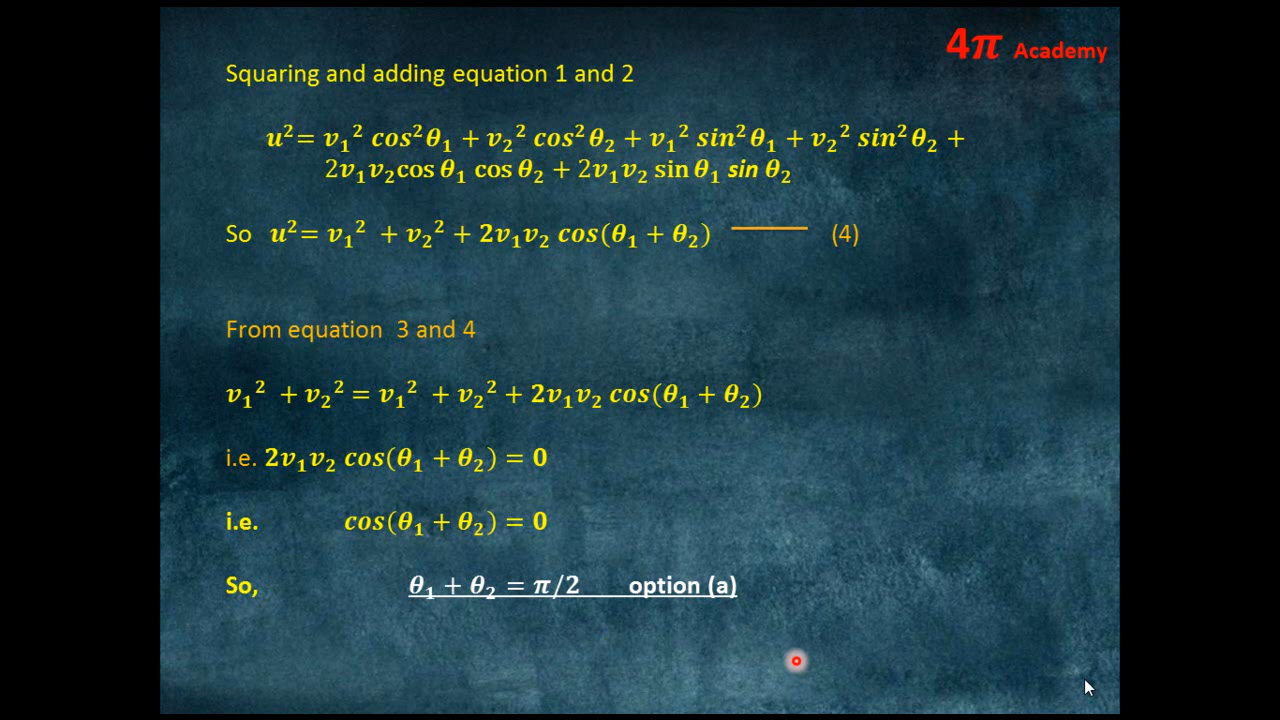 4π Academy
Squaring and adding equation 1 and 2
u²= v₁² cos²θ₁ + v₂² cos²θ₂ + v₁² sin²θ₁ + v₂² sin²θ₂ +
2v₁v₂cos θ₁ cos θ₂ + 2v₁v₂ sin θ₁ sin θ₂
So u²= v₁² + v₂² + 2v₁v₂ cos(θ₁ + θ₂) ——— (4)
From equation 3 and 4
v₁² + v₂² = v₁² + v₂² + 2v₁v₂ cos(θ₁ + θ₂)
i.e. 2v₁v₂ cos(θ₁ + θ₂) = 0
i.e. cos(θ₁ + θ₂) = 0
So, θ₁ + θ₂ = π/2 option (a)